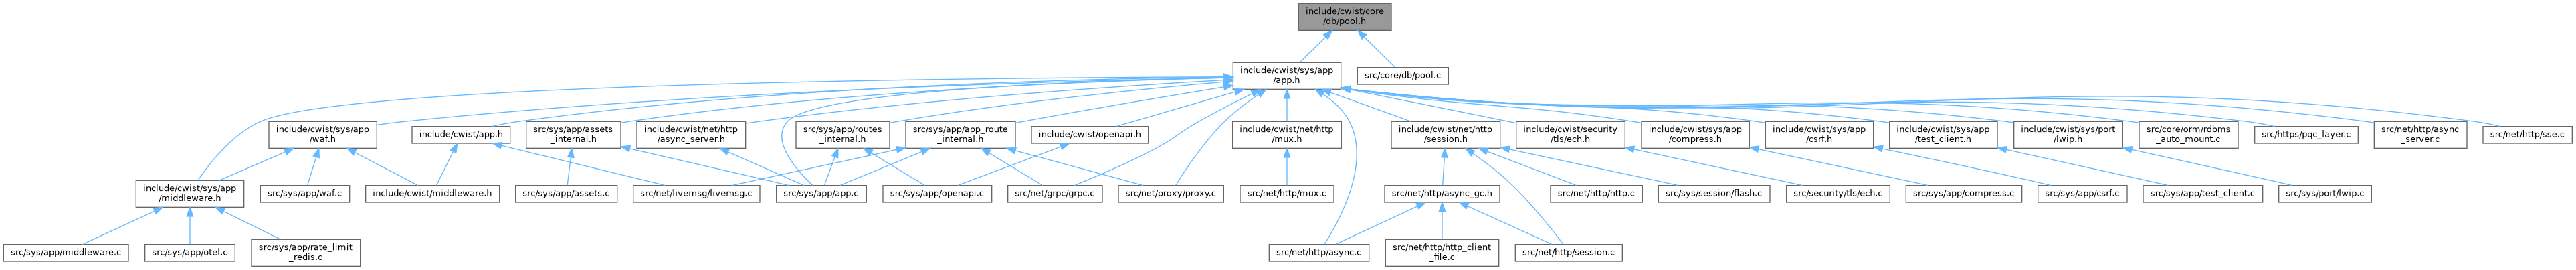 include/cwist/core
/db/pool.h
include/cwist/sys/app
/app.h
src/core/db/pool.c
include/cwist/sys/app
/waf.h
include/cwist/app.h
src/sys/app/assets
_internal.h
include/cwist/net/http
/async_server.h
src/sys/app/routes
_internal.h
src/sys/app/app_route
_internal.h
include/cwist/openapi.h
include/cwist/net/http
/mux.h
include/cwist/net/http
/session.h
include/cwist/security
/tls/ech.h
include/cwist/sys/app
/compress.h
include/cwist/sys/app
/csrf.h
include/cwist/sys/app
/test_client.h
include/cwist/sys/port
/lwip.h
src/core/orm/rdbms
_auto_mount.c
src/https/pqc_layer.c
src/net/http/async
_server.c
src/net/http/sse.c
include/cwist/sys/app
/middleware.h
src/sys/app/waf.c
include/cwist/middleware.h
src/sys/app/assets.c
src/net/livemsg/livemsg.c
src/sys/app/app.c
src/sys/app/openapi.c
src/net/grpc/grpc.c
src/net/proxy/proxy.c
src/net/http/mux.c
src/net/http/async_gc.h
src/net/http/http.c
src/sys/session/flash.c
src/security/tls/ech.c
src/sys/app/compress.c
src/sys/app/csrf.c
src/sys/app/test_client.c
src/sys/port/lwip.c
src/sys/app/middleware.c
src/sys/app/otel.c
src/sys/app/rate_limit
_redis.c
src/net/http/async.c
src/net/http/http_client
_file.c
src/net/http/session.c